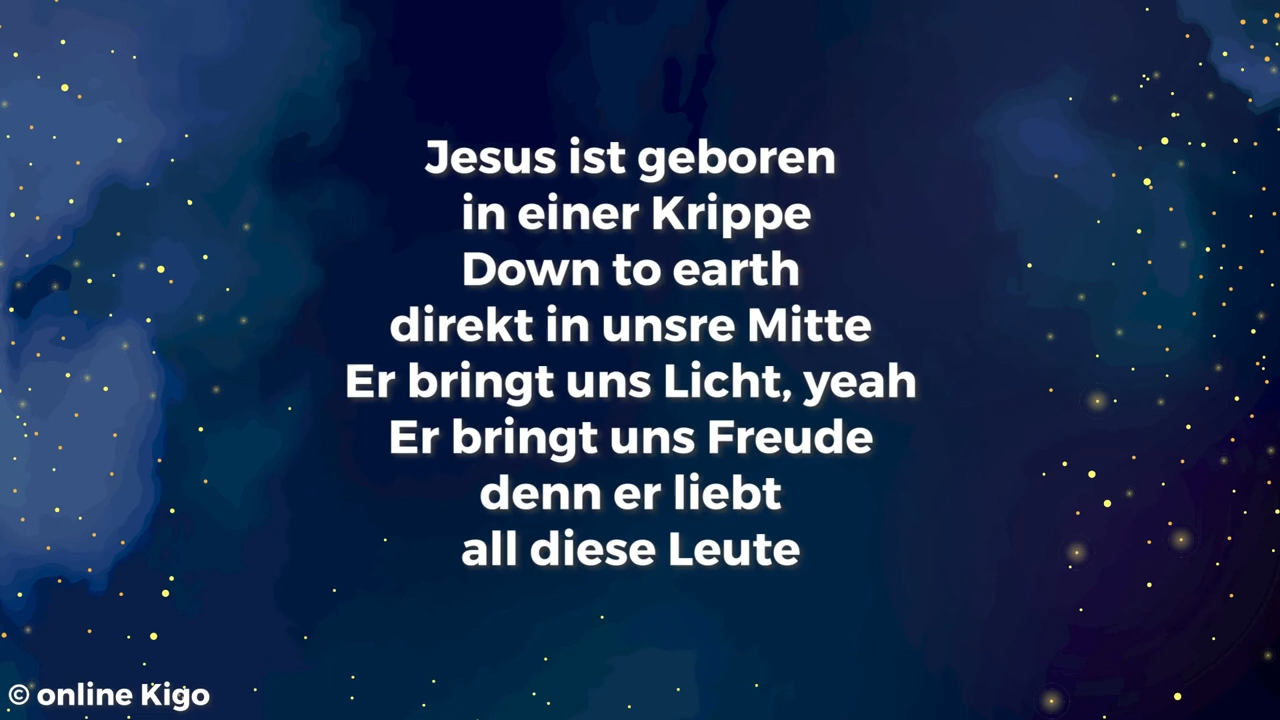 Jesus ist geboren
in einer Krippe
Down to earth
direkt in unsre Mitte
Er bringt uns Licht, yeah
Er bringt uns Freude
denn er liebt
all diese Leute
© online Kigo